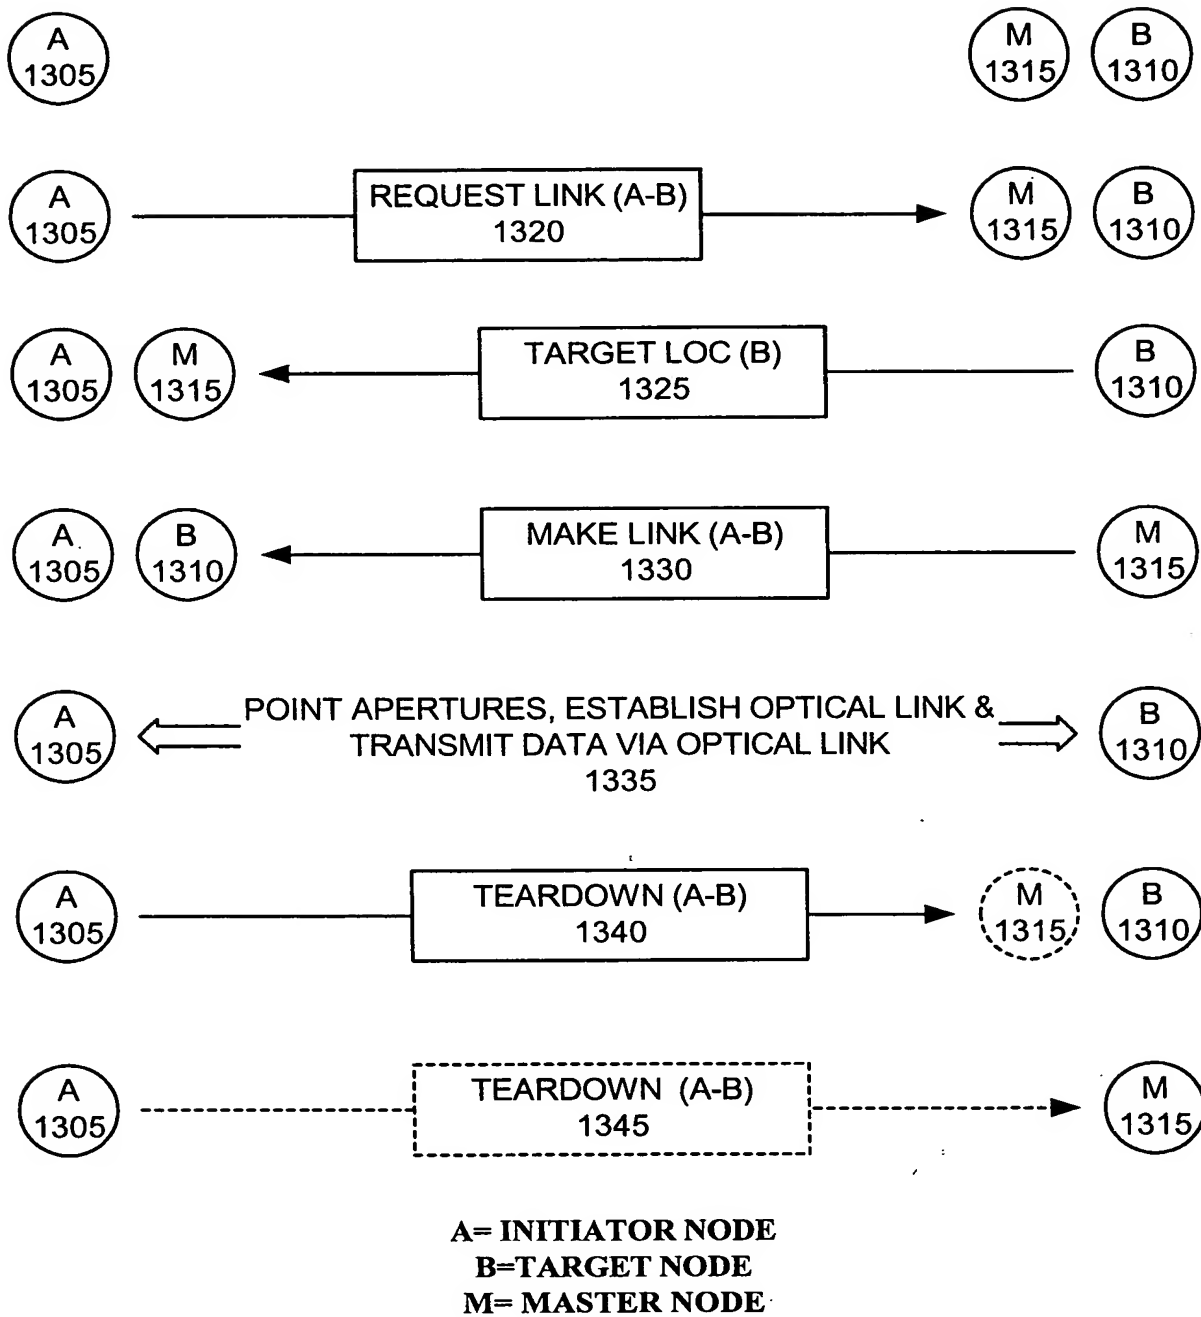 A
1305
M
1315
B
1310
A
1305
REQUEST LINK (A-B)
1320
M
1315
B
1310
A
1305
M
1315
TARGET LOC (B)
1325
B
1310
A
1305
B
1310
MAKE LINK (A-B)
1330
M
1315
A
1305
POINT APERTURES, ESTABLISH OPTICAL LINK &
TRANSMIT DATA VIA OPTICAL LINK
1335
B
1310
A
1305
TEARDOWN (A-B)
1340
M
1315
B
1310
A
1305
TEARDOWN (A-B)
1345
M
1315
A= INITIATOR NODE
B=TARGET NODE
M= MASTER NODE